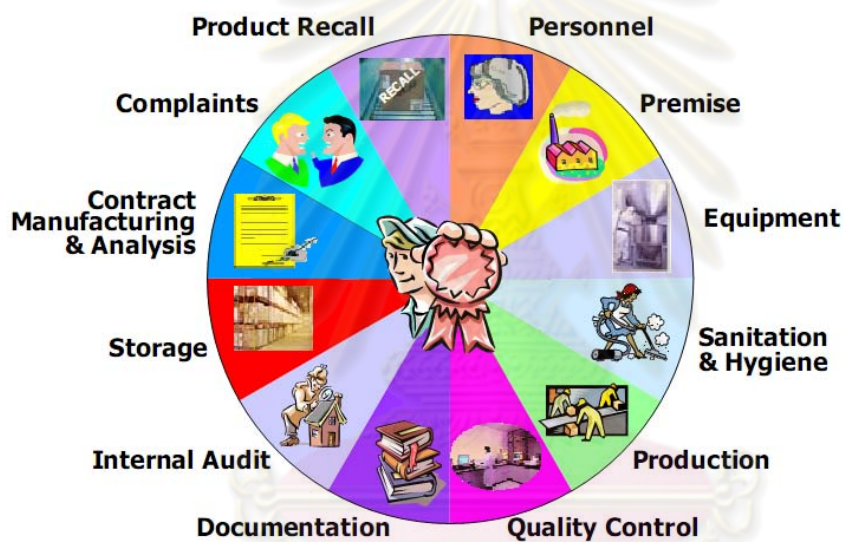 Product Recall
Personnel
Complaints
Premise
Contract
Manufacturing
& Analysis
Equipment
RECALL
Storage
Sanitation
& Hygiene
Internal Audit
Production
Documentation
Quality Control